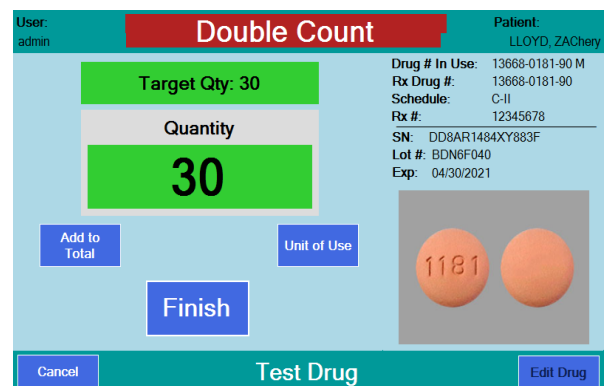 User:
admin
Double Count
Patient:
LLOYD, ZAChery
Target Qty: 30
Quantity
30
Add to
Total
Unit of Use
Finish
Drug # In Use: 13668-0181-90 M
Rx Drug #: 13668-0181-90
Schedule: C-II
Rx #: 12345678
SN: DD8AR1484XY883F
Lot #: BDN6F040
Exp: 04/30/2021
1181
Cancel
Test Drug
Edit Drug